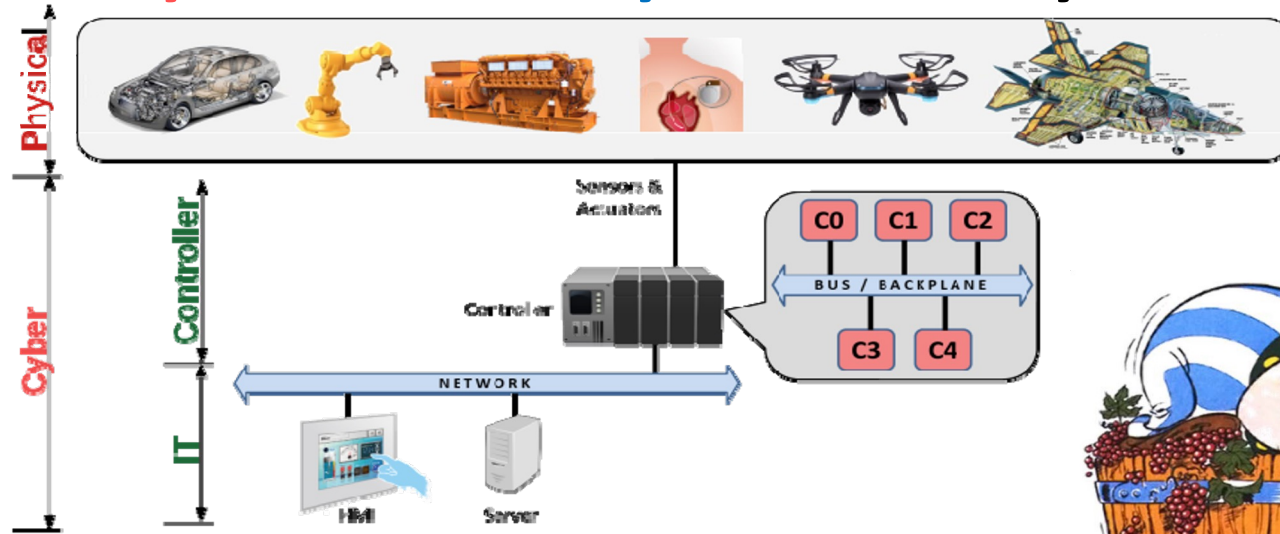 Physical
Sensors &
Actuators
C0 C1 C2
BUS / BACKPLANE
Controller
Controller
C3 C4
Cyber
NETWORK
IT
HMI
Server